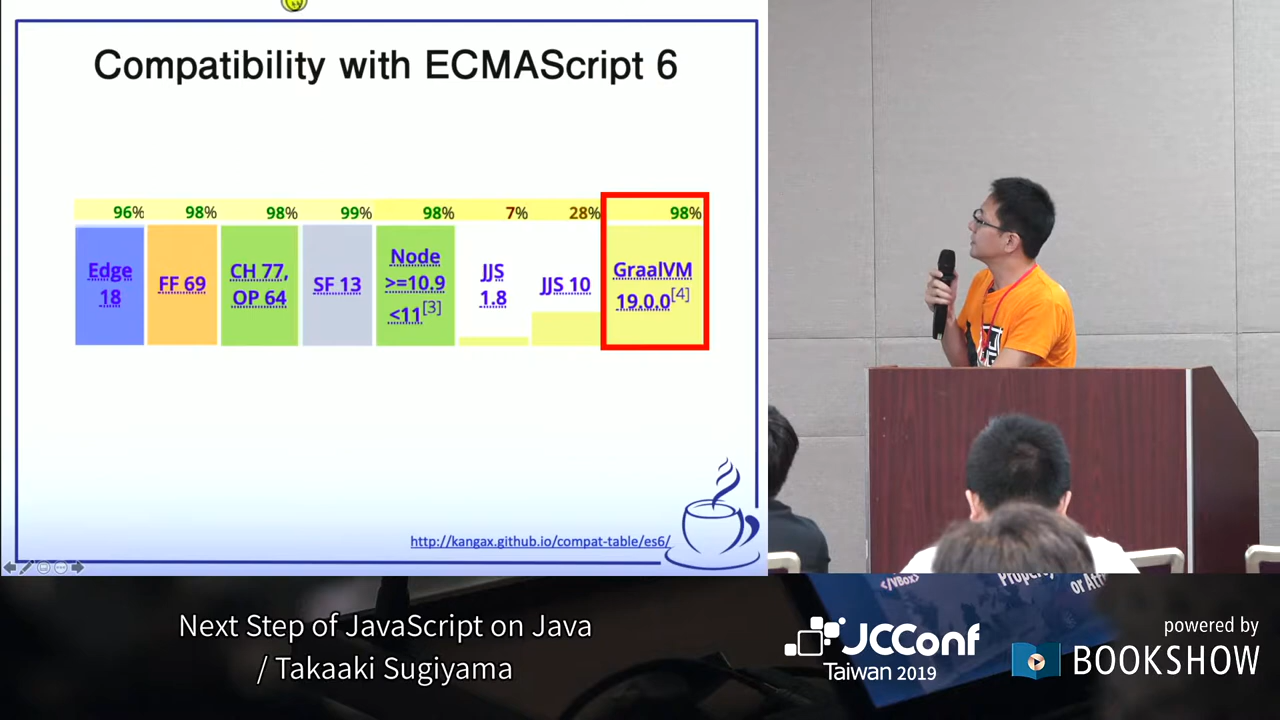 Compatibility with ECMAScript 6
96% 98% 98% 99% 98% 7% 28% 98%
Edge
18
FF 69
CH 77,
OP 64
SF 13
Node
>=10.9
<11[3]
JJS
1.8
JJS 10
GraalVM
19.0.0[4]
http://kangax.github.io/compat-table/es6/
</VBox>
Next Step of JavaScript on Java
/ Takaaki Sugiyama
JCConf
Taiwan 2019
powered by
BOOKSHOW